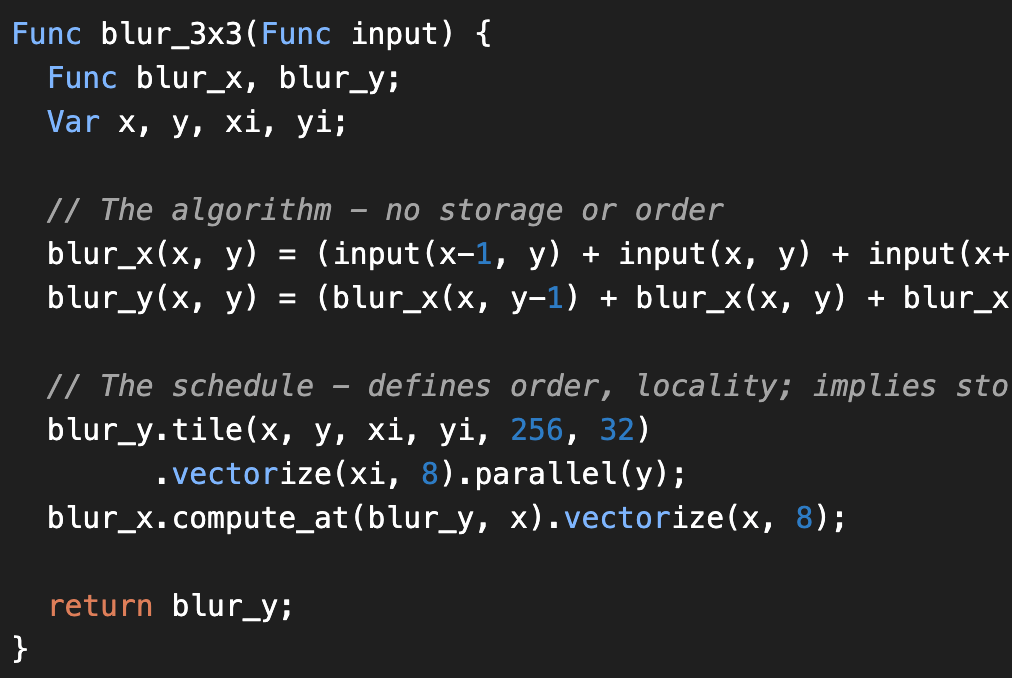 Func blur_3x3(Func input) {
  Func blur_x, blur_y;
  Var x, y, xi, yi;

  // The algorithm – no storage or order
  blur_x(x, y) = (input(x-1, y) + input(x, y) + input(x+
  blur_y(x, y) = (blur_x(x, y-1) + blur_x(x, y) + blur_x

  // The schedule – defines order, locality; implies sto
  blur_y.tile(x, y, xi, yi, 256, 32)
        .vectorize(xi, 8).parallel(y);
  blur_x.compute_at(blur_y, x).vectorize(x, 8);

  return blur_y;
}